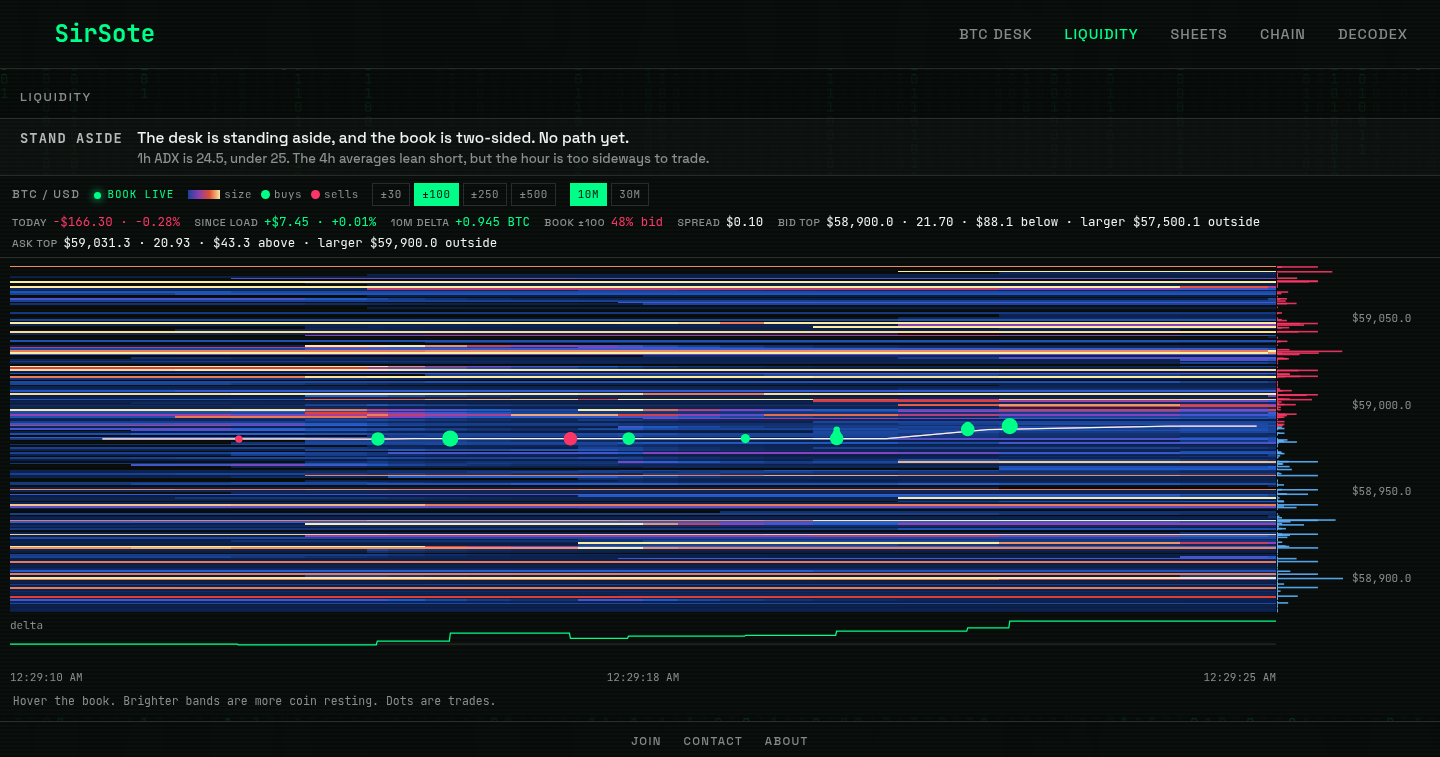 SirSote
BTC DESK LIQUIDITY SHEETS CHAIN DECODEX
LIQUIDITY
STAND ASIDE The desk is standing aside, and the book is two-sided. No path yet.
1h ADX is 24.5, under 25. The 4h averages lean short, but the hour is too sideways to trade.
BTC / USD BOOK LIVE size buys sells ±30 ±100 ±250 ±500 10M 30M
TODAY -$166.30 · -0.28% SINCE LOAD +$7.45 · +0.01% 10M DELTA +0.945 BTC BOOK ±100 48% bid SPREAD $0.10 BID TOP $58,900.0 · 21.70 · $88.1 below · larger $57,500.1 outside
ASK TOP $59,031.3 · 20.93 · $43.3 above · larger $59,900.0 outside
$59,050.0
$59,000.0
$58,950.0
$58,900.0
delta
12:29:10 AM 12:29:18 AM 12:29:25 AM
Hover the book. Brighter bands are more coin resting. Dots are trades.
JOIN CONTACT ABOUT